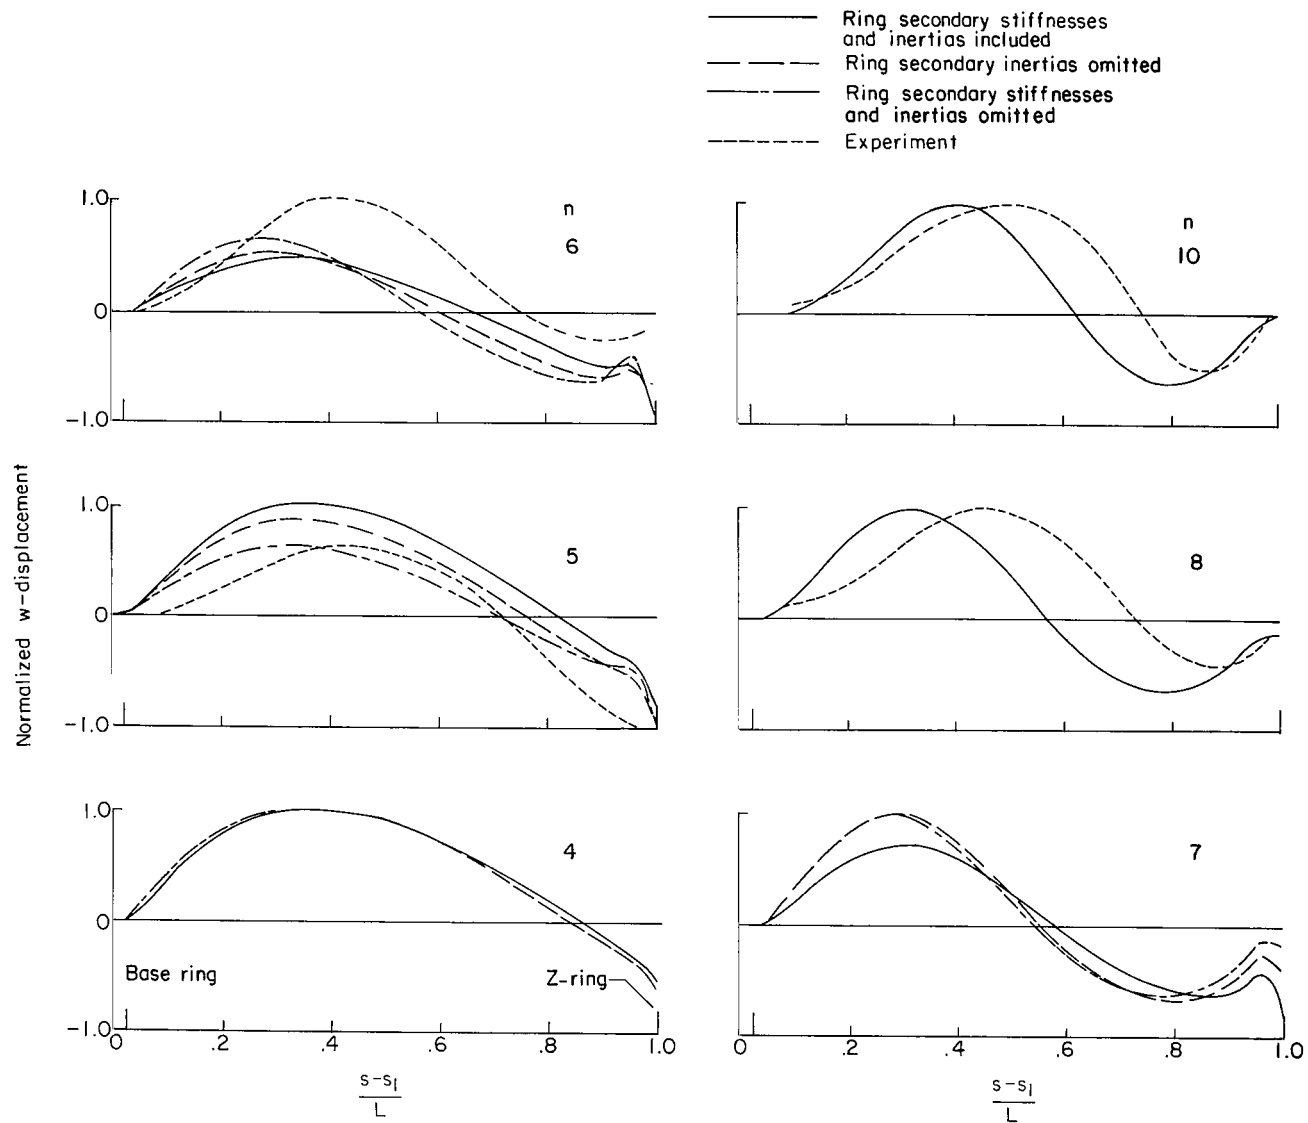 Ring secondary stiffnesses
and inertias included
Ring secondary inertias omitted
Ring secondary stiffnesses
and inertias omitted
Experiment
1.0
0
-1.0
n
6
n
10
Normalized w-displacement
1.0
0
-1.0
5
8
1.0
0
-1.0
4
Base ring
Z-ring
7
0 .2 .4 .6 .8 1.0
s-s1
L
0 .2 .4 .6 .8 1.0
s-s1
L